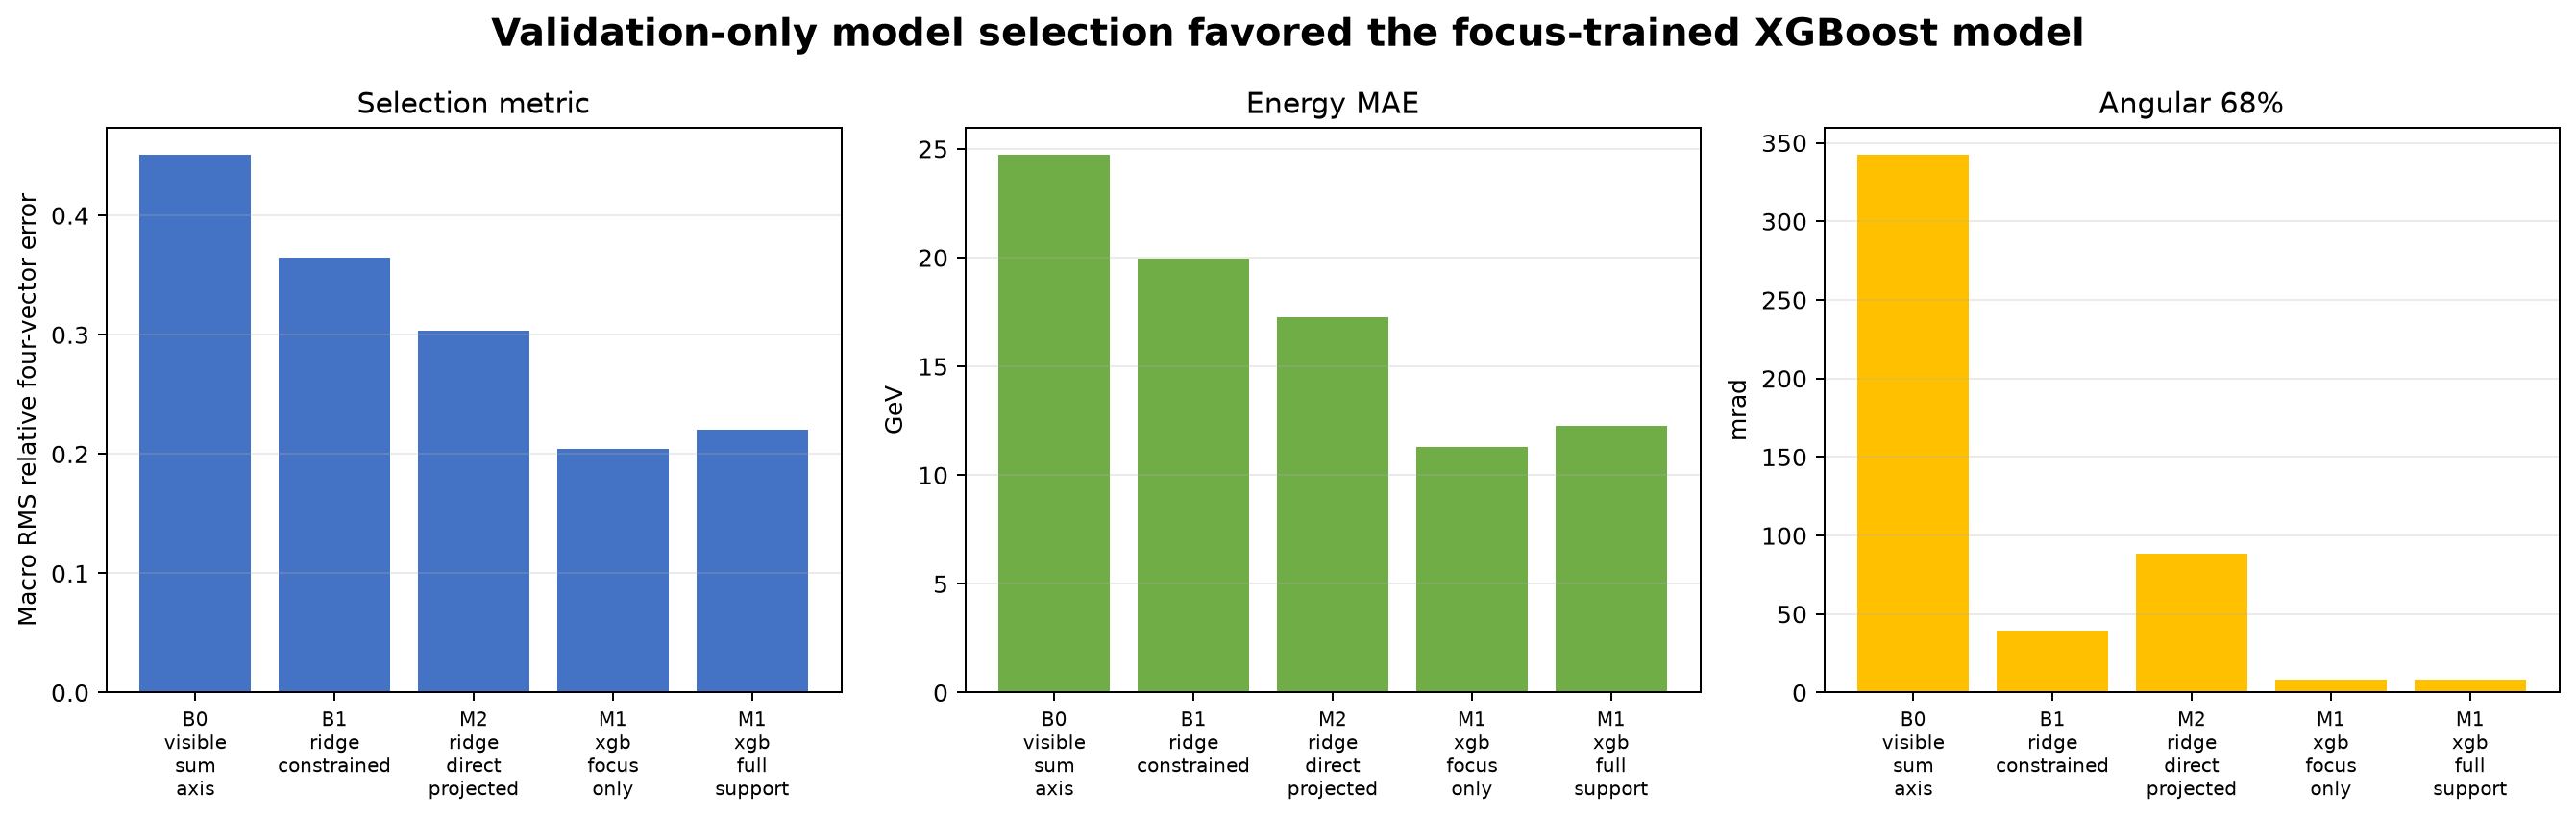 Validation-only model selection favored the focus-trained XGBoost model
Selection metric
Macro RMS relative four-vector error
0.4
0.3
0.2
0.1
0.0
B0
visible
sum
axis
B1
ridge
constrained
M2
ridge
direct
projected
M1
xgb
focus
only
M1
xgb
full
support
Energy MAE
GeV
25
20
15
10
5
0
B0
visible
sum
axis
B1
ridge
constrained
M2
ridge
direct
projected
M1
xgb
focus
only
M1
xgb
full
support
Angular 68%
mrad
350
300
250
200
150
100
50
0
B0
visible
sum
axis
B1
ridge
constrained
M2
ridge
direct
projected
M1
xgb
focus
only
M1
xgb
full
support